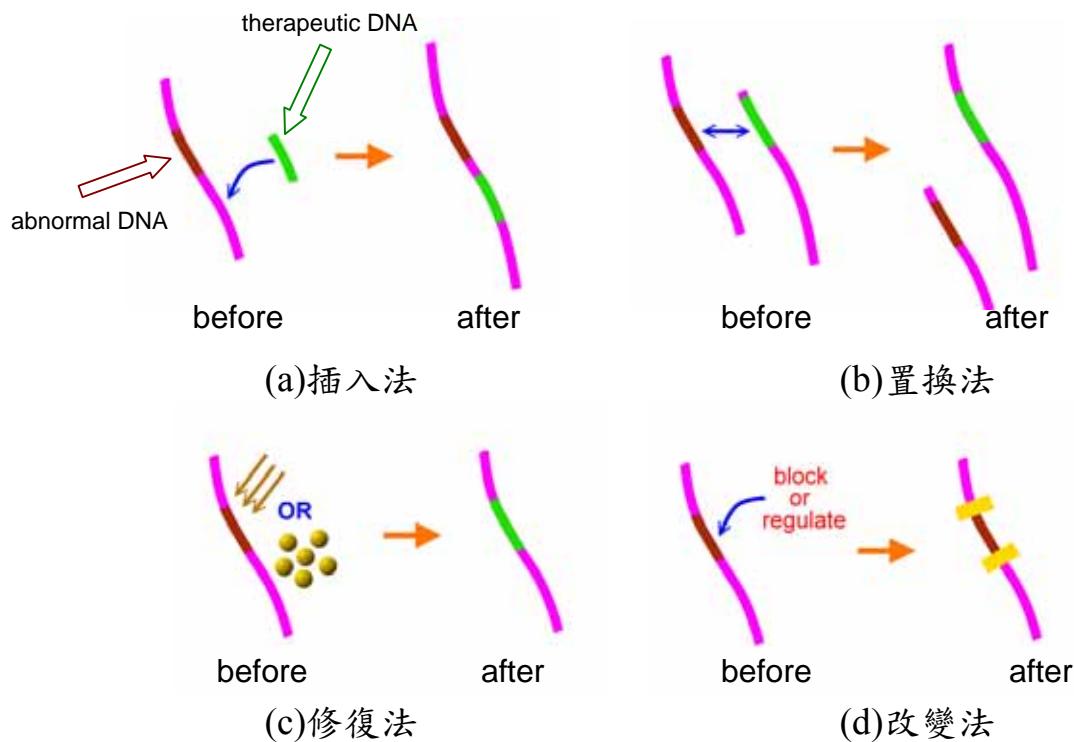 therapeutic DNA
abnormal DNA
before
after
(a)插入法
before
after
(b)置換法
OR
before
after
(c)修復法
block
or
regulate
before
after
(d)改變法